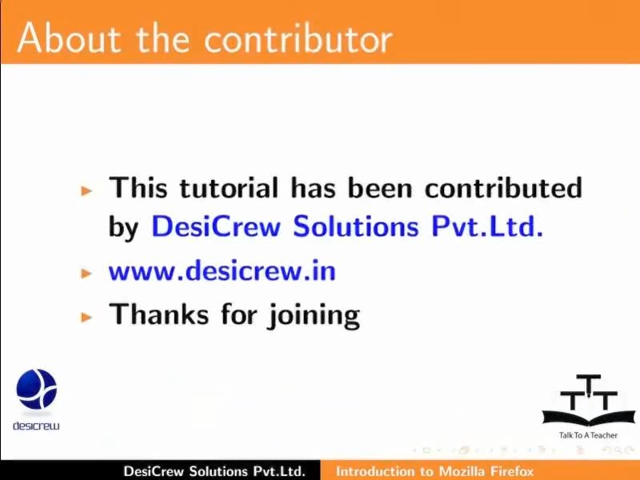 About the contributor
This tutorial has been contributed
by DesiCrew Solutions Pvt.Ltd.
www.desicrew.in
Thanks for joining
desicrew
T T T
Talk To A Teacher
DesiCrew Solutions Pvt.Ltd. Introduction to Mozilla Firefox